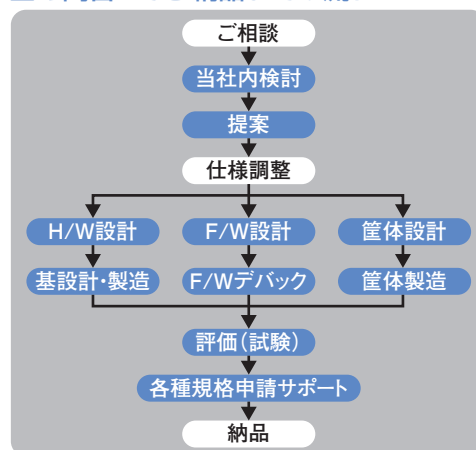 ご相談
当社内検討
提案
仕様調整
H/W設計 F/W設計 筐体設計
基設計・製造 F/Wデバック 筐体製造
評価(試験)
各種規格申請サポート
納品